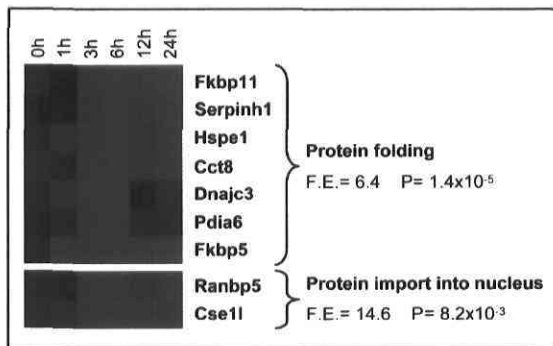 0h 1h 3h 6h 12h 24h
Fkbp11
Serpinh1
Hspe1
Cct8
Dnajc3
Pdia6
Fkbp5
Protein folding
F.E.= 6.4 P= 1.4x10-5
Ranbp5
Cse1l
Protein import into nucleus
F.E.= 14.6 P= 8.2x10-3